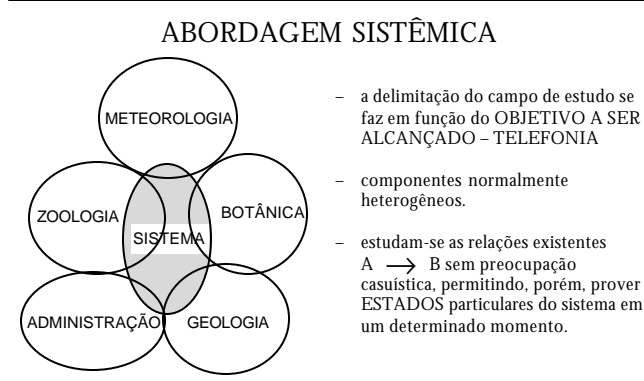 ABORDAGEM SISTÊMICA
METEOROLOGIA
ZOOLOGIA
BOTÂNICA
SISTEMA
ADMINISTRAÇÃO
GEOLOGIA
– a delimitação do campo de estudo se
faz em função do OBJETIVO A SER
ALCANÇADO – TELEFONIA
– componentes normalmente
heterogêneos.
– estudam-se as relações existentes
A → B sem preocupação
casuística, permitindo, porém, prover
ESTADOS particulares do sistema em
um determinado momento.